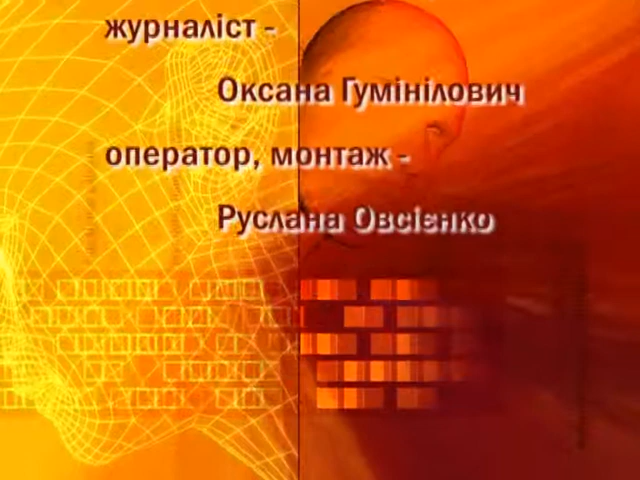 журналіст -
Оксана Гумінілович
оператор, монтаж -
Руслана Овсієнко